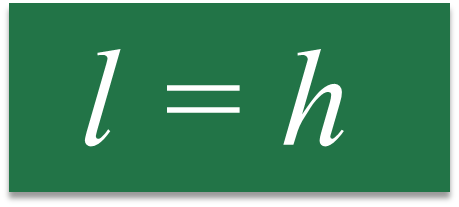 l = h